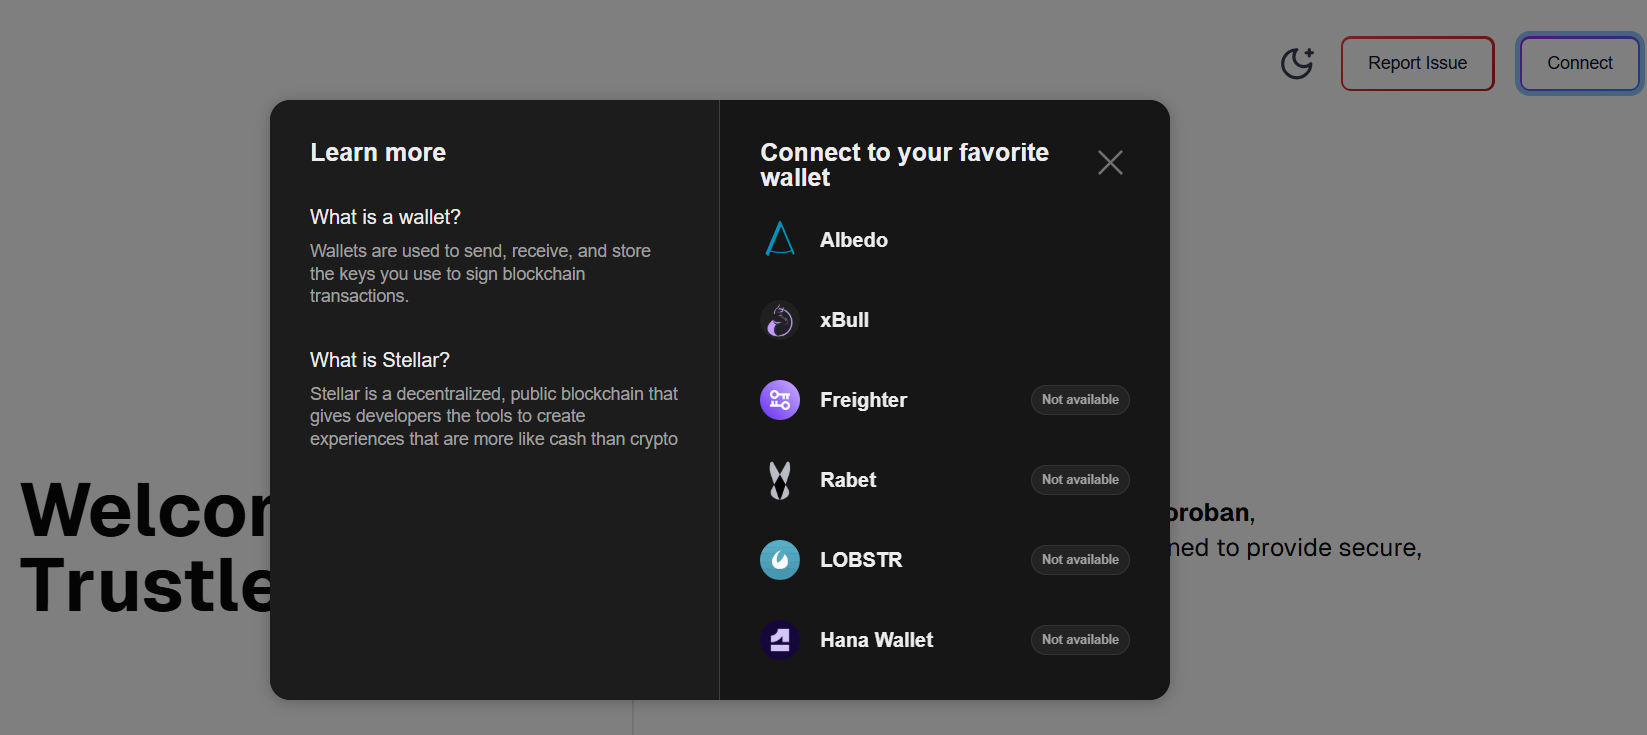 Report Issue
Connect
Learn more
What is a wallet?
Wallets are used to send, receive, and store
the keys you use to sign blockchain
transactions.
What is Stellar?
Stellar is a decentralized, public blockchain that
gives developers the tools to create
experiences that are more like cash than crypto
Connect to your favorite
wallet
Albedo
xBull
Freighter Not available
Rabet Not available
LOBSTR Not available
Hana Wallet Not available
Welcom
Trustle
oroban,
ned to provide secure,